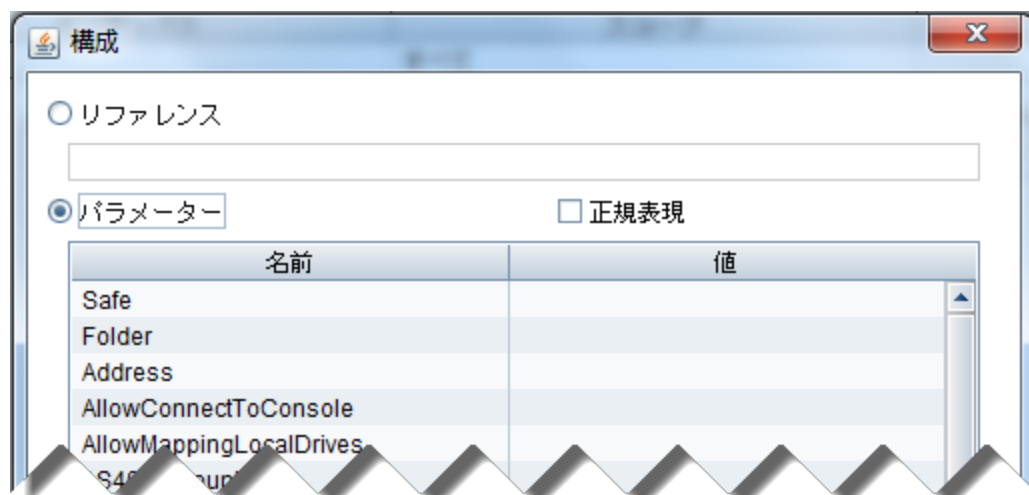 構成
リファレンス
パラメーター 正規表現
名前 値
Safe
Folder
Address
AllowConnectToConsole
AllowMappingLocalDrives